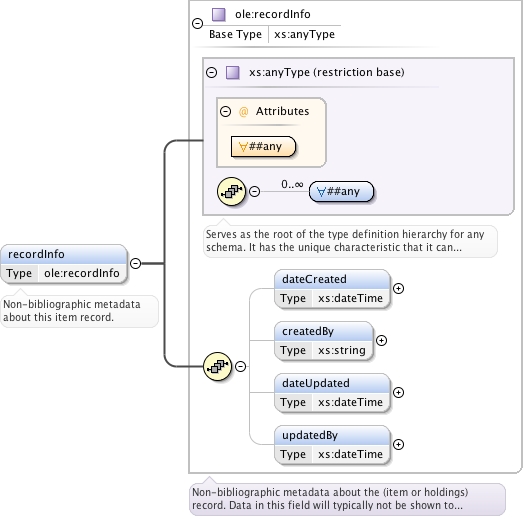 ole:recordInfo
Base Type xs:anyType
xs:anyType (restriction base)
@ Attributes
∀##any
0..∞ ∀##any
Serves as the root of the type definition hierarchy for any
schema. It has the unique characteristic that it can...
recordInfo
Type ole:recordInfo
Non-bibliographic metadata
about this item record.
dateCreated
Type xs:dateTime
createdBy
Type xs:string
dateUpdated
Type xs:dateTime
updatedBy
Type xs:dateTime
Non-bibliographic metadata about the (item or holdings)
record. Data in this field will typically not be shown to...